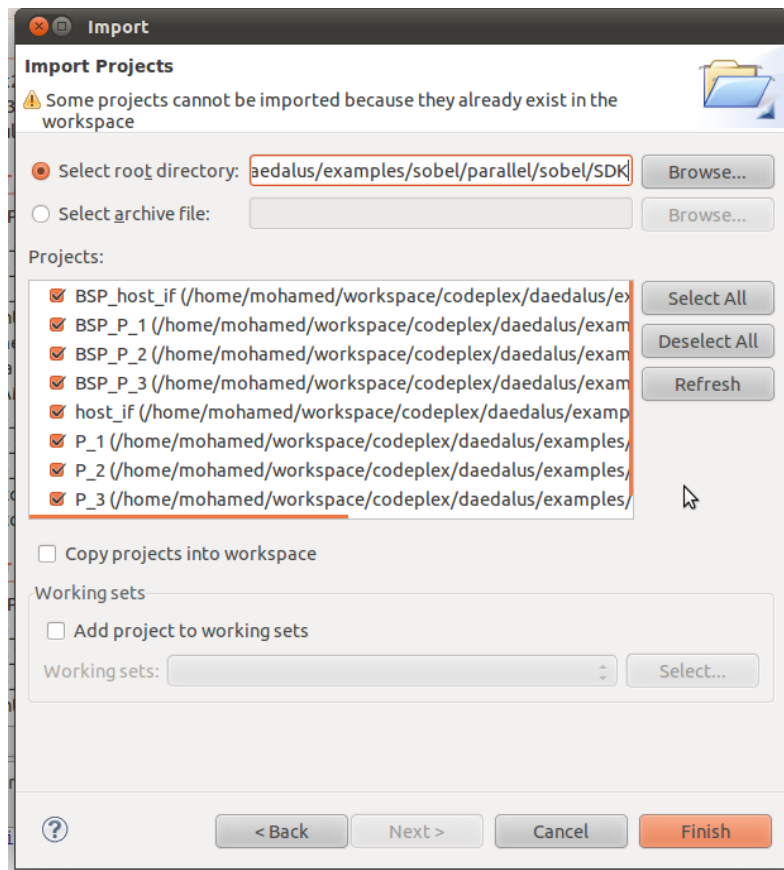 Import
Import Projects
Some projects cannot be imported because they already exist in the
workspace
Select root directory: aedalus/examples/sobel/parallel/sobel/SDK Browse...
Select archive file: Browse...
Projects:
BSP_host_if (/home/mohamed/workspace/codeplex/daedalus/ex
BSP_P_1 (/home/mohamed/workspace/codeplex/daedalus/exam
BSP_P_2 (/home/mohamed/workspace/codeplex/daedalus/exam
BSP_P_3 (/home/mohamed/workspace/codeplex/daedalus/exam
host_if (/home/mohamed/workspace/codeplex/daedalus/examp
P_1 (/home/mohamed/workspace/codeplex/daedalus/examples/
P_2 (/home/mohamed/workspace/codeplex/daedalus/examples/
P_3 (/home/mohamed/workspace/codeplex/daedalus/examples/
Select All
Deselect All
Refresh
Copy projects into workspace
Working sets
Add project to working sets
Working sets: Select...
? < Back Next > Cancel Finish